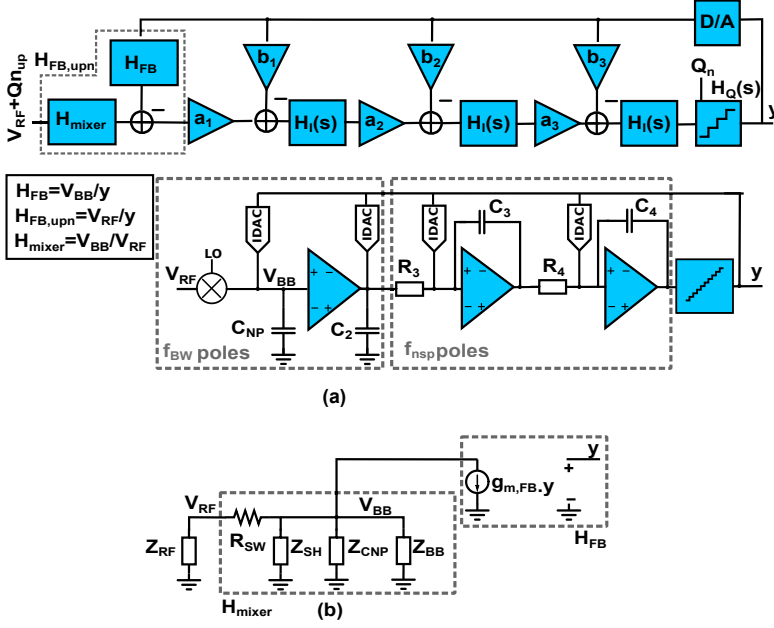 D/A
H_FB,upn
H_FB
b_1
b_2
b_3
Q_n
H_Q(s)
V_RF+Qn_up
H_mixer
a_1
H_I(s)
a_2
H_I(s)
a_3
H_I(s)
y
H_FB=V_BB/y
H_FB,upn=V_RF/y
H_mixer=V_BB/V_RF
IDAC
IDAC
IDAC
IDAC
C_3
C_4
LO
V_RF
V_BB
R_3
R_4
y
C_NP
C_2
f_BW poles
f_nsp poles
(a)
y
g_m,FB.y
V_RF
V_BB
H_FB
Z_RF
R_SW
Z_SH
Z_CNP
Z_BB
H_mixer
(b)